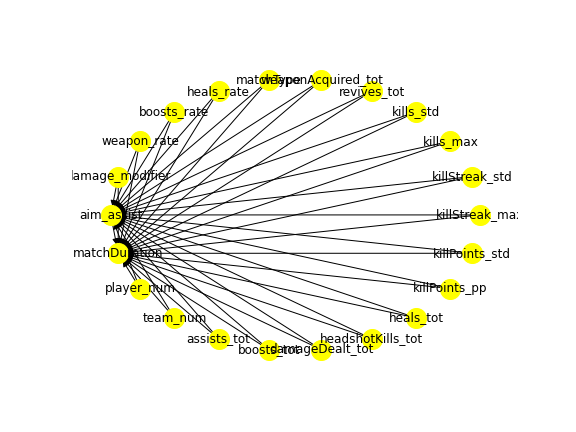 matchType
weaponAcquired_tot
heals_rate
revives_tot
boosts_rate
kills_std
weapon_rate
kills_max
damage_modifier
killStreak_std
aim_assist
killStreak_max
matchDuration
killPoints_std
player_num
killPoints_pp
team_num
heals_tot
assists_tot
headshotKills_tot
boosts_tot
damageDealt_tot